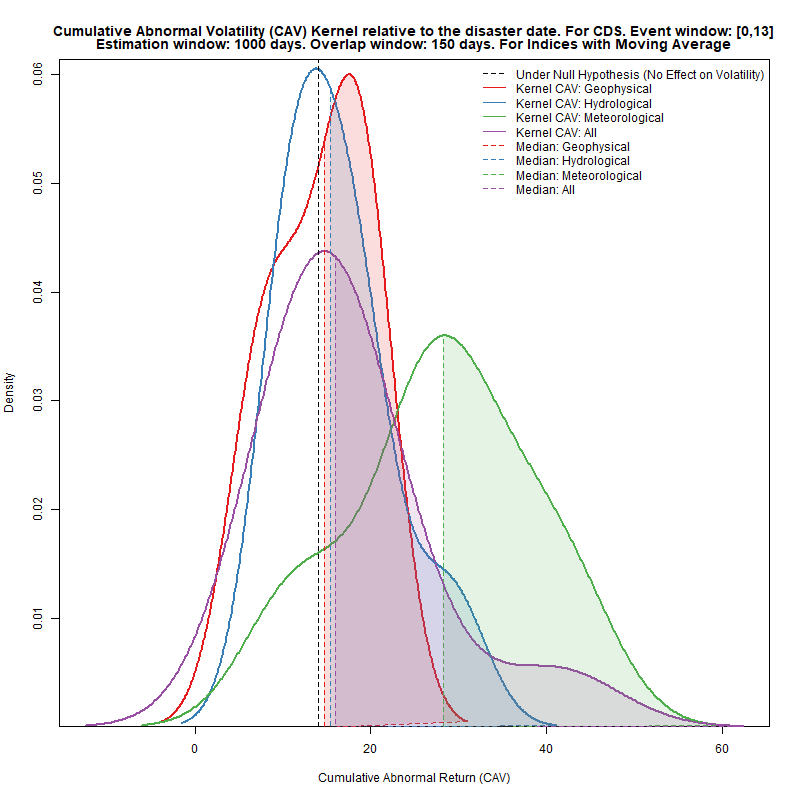 Cumulative Abnormal Volatility (CAV) Kernel relative to the disaster date. For CDS. Event window: [0,13]
Estimation window: 1000 days. Overlap window: 150 days. For Indices with Moving Average
Under Null Hypothesis (No Effect on Volatility)
Kernel CAV: Geophysical
Kernel CAV: Hydrological
Kernel CAV: Meteorological
Kernel CAV: All
Median: Geophysical
Median: Hydrological
Median: Meteorological
Median: All
0.06
0.05
0.04
0.03
0.02
0.01
Density
0
20
40
60
Cumulative Abnormal Return (CAV)